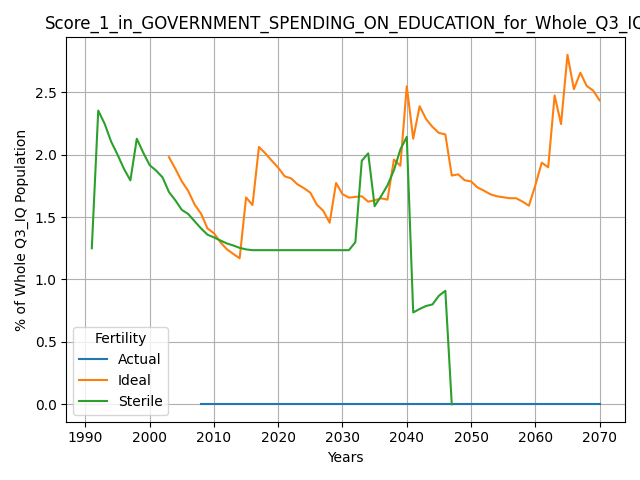 Score_1_in_GOVERNMENT_SPENDING_ON_EDUCATION_for_Whole_Q3_IQ
% of Whole Q3_IQ Population
2.5
2.0
1.5
1.0
0.5
0.0
Fertility
Actual
Ideal
Sterile
1990 2000 2010 2020 2030 2040 2050 2060 2070
Years